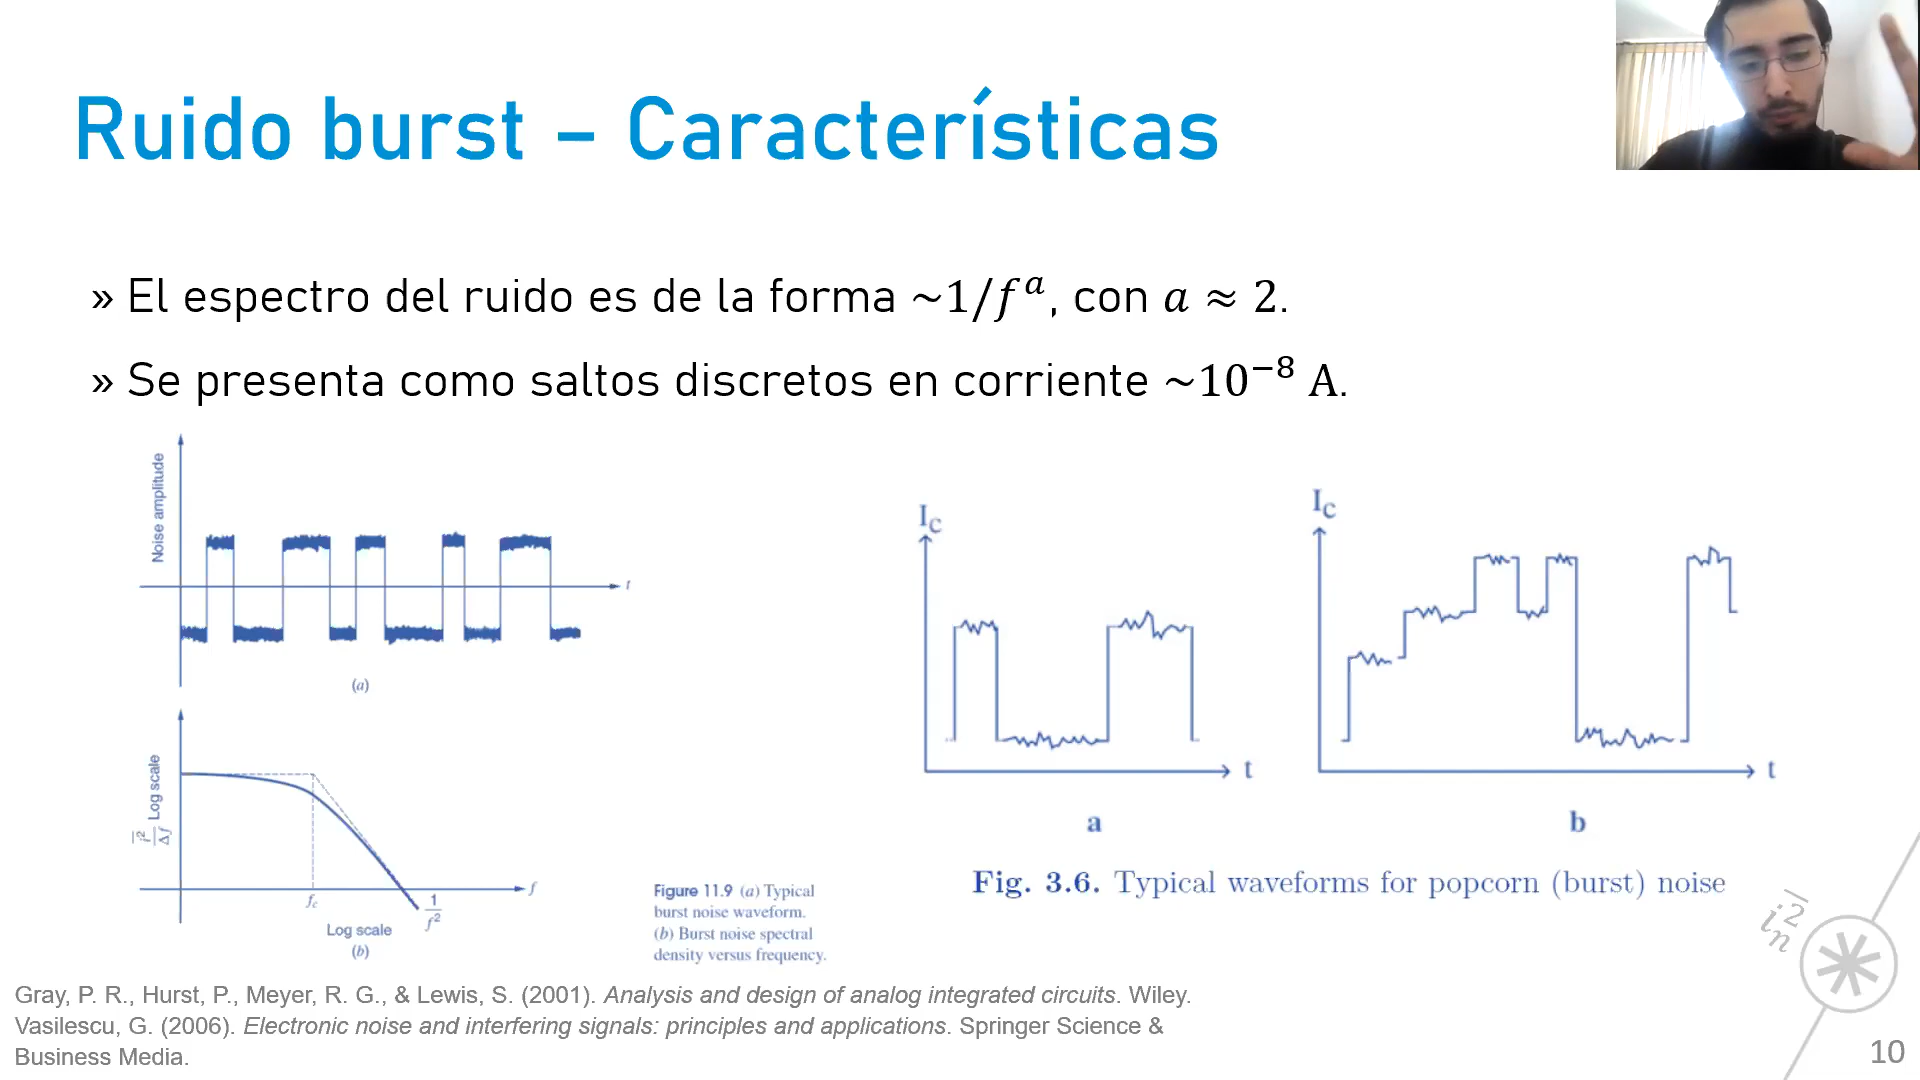 Ruido burst – Características
» El espectro del ruido es de la forma ~1/𝑓ᵃ, con 𝑎 ≈ 2.
» Se presenta como saltos discretos en corriente ~10⁻⁸ A.
Noise amplitude
t
(a)
i̅²/Δf Log scale
f
f_c
1/f²
Log scale
(b)
Figure 11.9 (a) Typical
burst noise waveform.
(b) Burst noise spectral
density versus frequency.
I_C
t
a
I_C
t
b
Fig. 3.6. Typical waveforms for popcorn (burst) noise
i̅ₙ²
Gray, P. R., Hurst, P., Meyer, R. G., & Lewis, S. (2001). Analysis and design of analog integrated circuits. Wiley.
Vasilescu, G. (2006). Electronic noise and interfering signals: principles and applications. Springer Science &
Business Media.
10